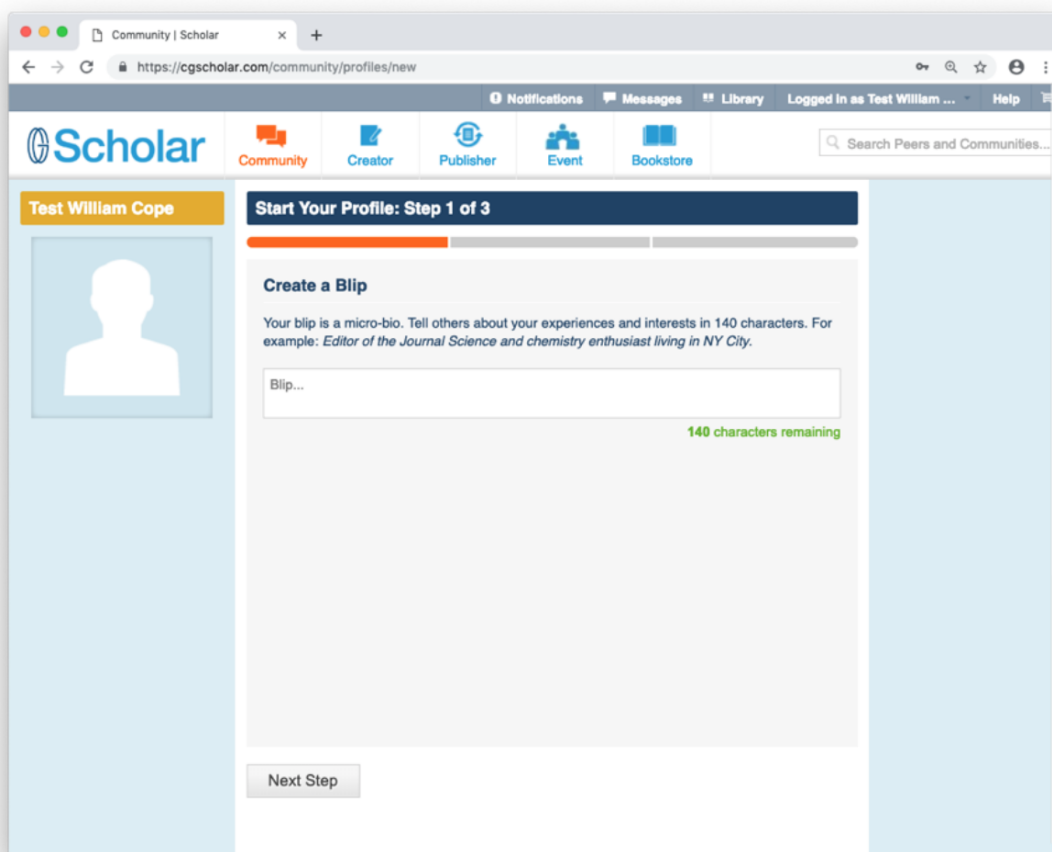 Community | Scholar
https://cgscholar.com/community/profiles/new
Notifications Messages Library Logged in as Test William ... Help
Scholar
Community Creator Publisher Event Bookstore
Search Peers and Communities...
Test William Cope
Start Your Profile: Step 1 of 3
Create a Blip
Your blip is a micro-bio. Tell others about your experiences and interests in 140 characters. For
example: Editor of the Journal Science and chemistry enthusiast living in NY City.
Blip...
140 characters remaining
Next Step